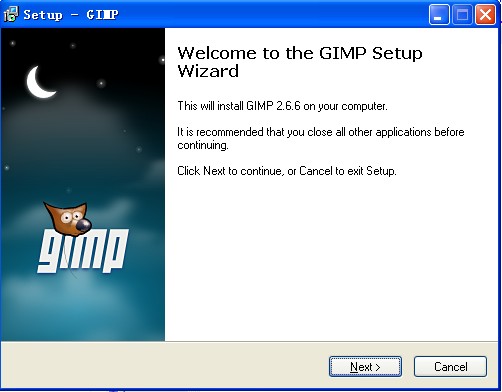 Setup - GIMP
Welcome to the GIMP Setup
Wizard
This will install GIMP 2.6.6 on your computer.
It is recommended that you close all other applications before
continuing.
Click Next to continue, or Cancel to exit Setup.
gimp
Next >
Cancel